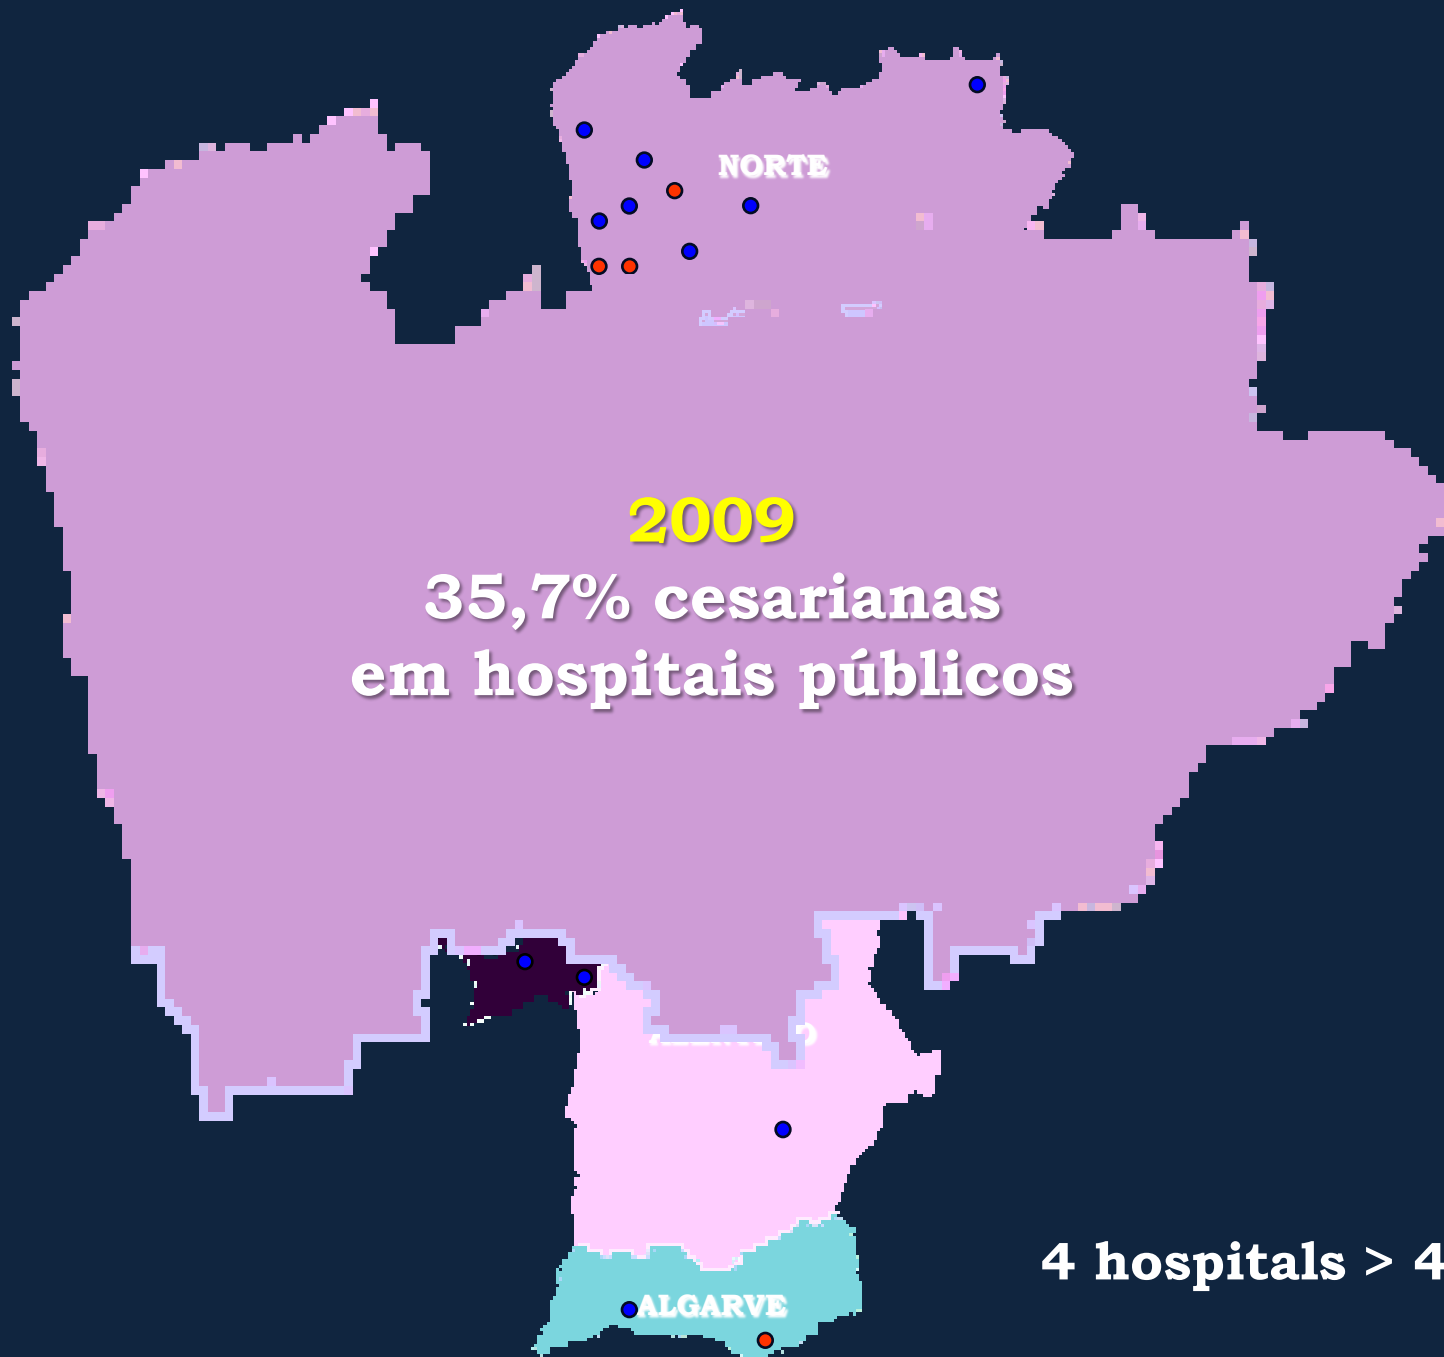 NORTE
2009
35,7% cesarianas
em hospitais públicos
4 hospitals > 4
ALGARVE